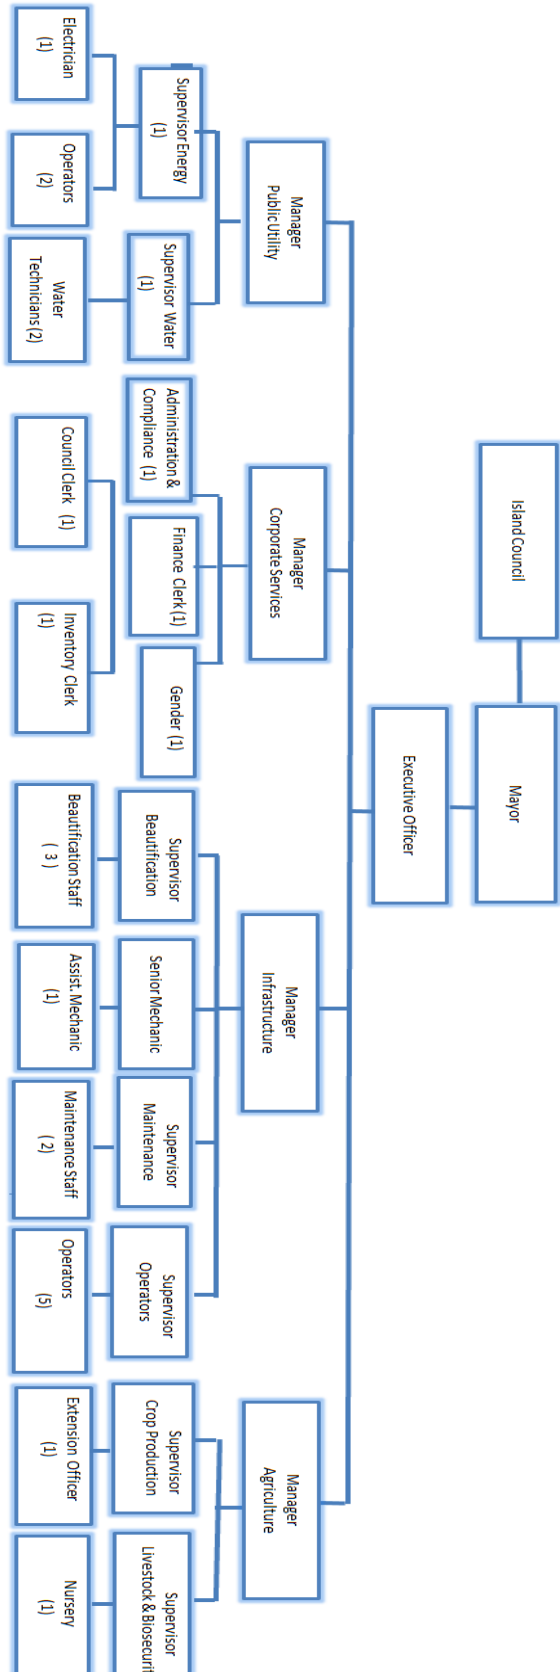 Island Council
Mayor
Executive Officer
Manager
Public Utility
Manager
Corporate Services
Manager
Infrastructure
Manager
Agriculture
Supervisor Energy
(1)
Supervisor Water
(1)
Administration &
Compliance (1)
Finance Clerk (1)
Gender (1)
Supervisor
Beautification
Senior Mechanic
Supervisor
Maintenance
Supervisor
Operators
Supervisor
Crop Production
Supervisor
Livestock & Biosecurit
Electrician
(1)
Operators
(2)
Water
Technicians (2)
Council Clerk (1)
Inventory Clerk
(1)
Beautification Staff
( 3 )
Assist. Mechanic
(1)
Maintenance Staff
( 2)
Operators
(5)
Extension Officer
(1)
Nursery
(1)